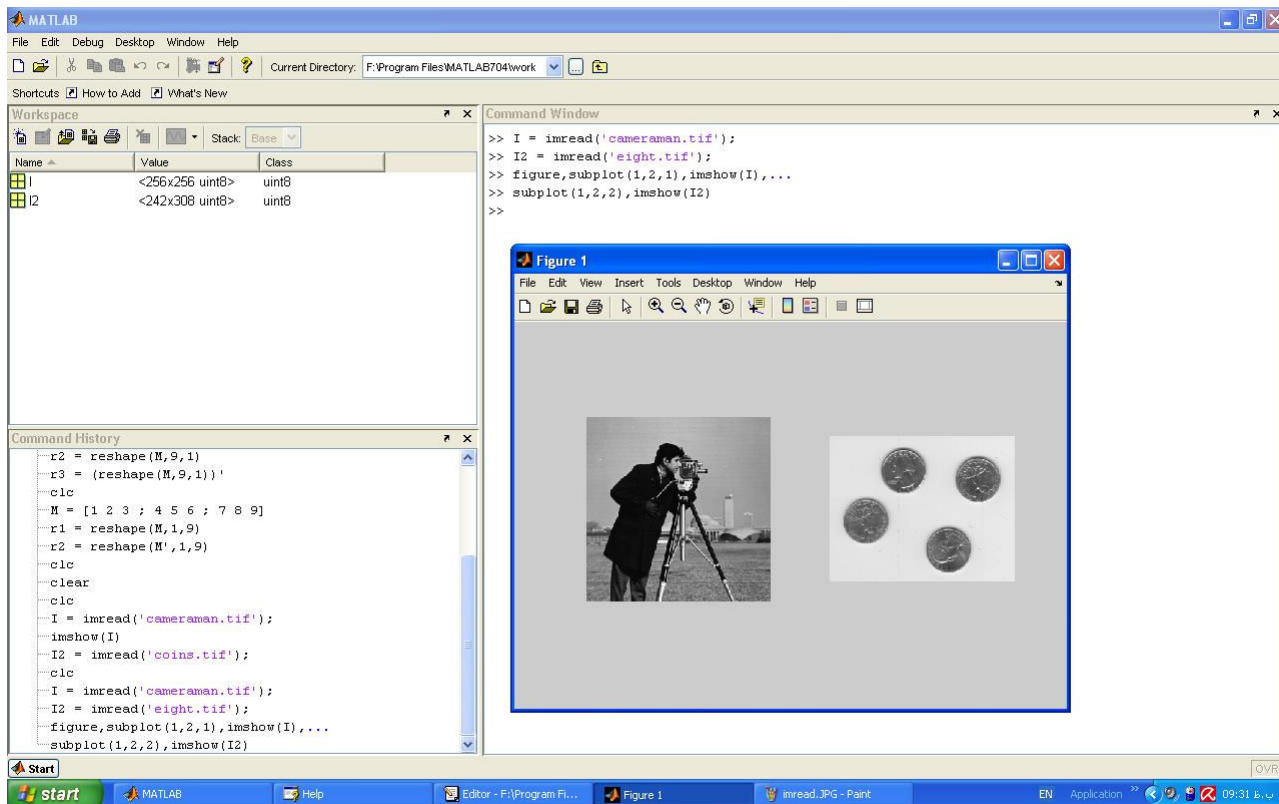 MATLAB
File Edit Debug Desktop Window Help
Current Directory: F:\Program Files\MATLAB704\work
Shortcuts How to Add What's New
Workspace
Stack: Base
Name Value Class
I <256x256 uint8> uint8
I2 <242x308 uint8> uint8
Command History
r2 = reshape(M,9,1)
r3 = (reshape(M,9,1))'
clc
M = [1 2 3 ; 4 5 6 ; 7 8 9]
r1 = reshape(M,1,9)
r2 = reshape(M',1,9)
clc
clear
clc
I = imread('cameraman.tif');
imshow(I)
I2 = imread('coins.tif');
clc
I = imread('cameraman.tif');
I2 = imread('eight.tif');
figure,subplot(1,2,1),imshow(I),...
subplot(1,2,2),imshow(I2)
Command Window
>> I = imread('cameraman.tif');
>> I2 = imread('eight.tif');
>> figure,subplot(1,2,1),imshow(I),...
>> subplot(1,2,2),imshow(I2)
>>
Figure 1
File Edit View Insert Tools Desktop Window Help
Start
OVR
start MATLAB Help Editor - F:\Program Fi... Figure 1 imread.JPG - Paint EN Application » 09:31 ب.ظ